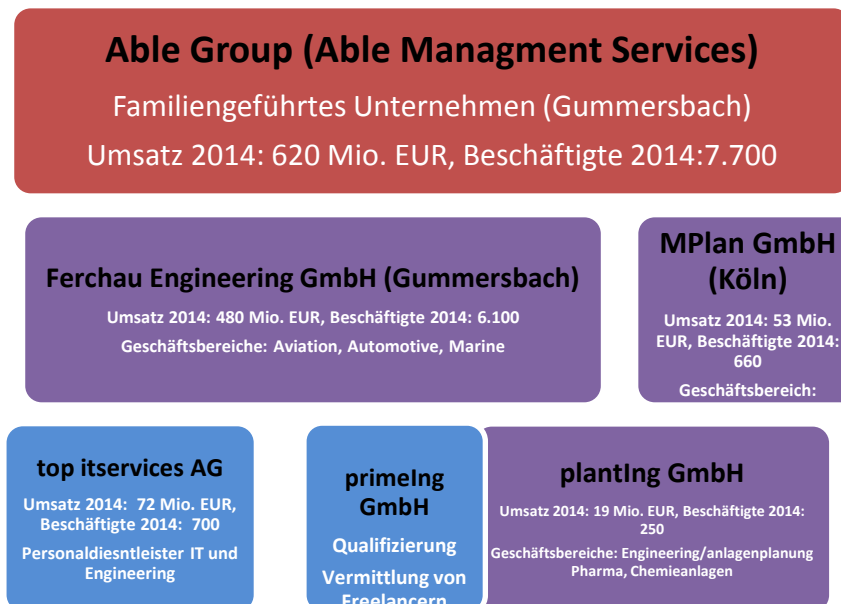 Able Group (Able Managment Services)
Familiengeführtes Unternehmen (Gummersbach)
Umsatz 2014: 620 Mio. EUR, Beschäftigte 2014:7.700
Ferchau Engineering GmbH (Gummersbach)
Umsatz 2014: 480 Mio. EUR, Beschäftigte 2014: 6.100
Geschäftsbereiche: Aviation, Automotive, Marine
MPlan GmbH
(Köln)
Umsatz 2014: 53 Mio.
EUR, Beschäftigte 2014:
660
Geschäftsbereich:
top itservices AG
Umsatz 2014: 72 Mio. EUR,
Beschäftigte 2014: 700
Personaldiesntleister IT und
Engineering
primeIng
GmbH
Qualifizierung
Vermittlung von
Freelancern
plantIng GmbH
Umsatz 2014: 19 Mio. EUR, Beschäftigte 2014:
250
Geschäftsbereiche: Engineering/anlagenplanung
Pharma, Chemieanlagen